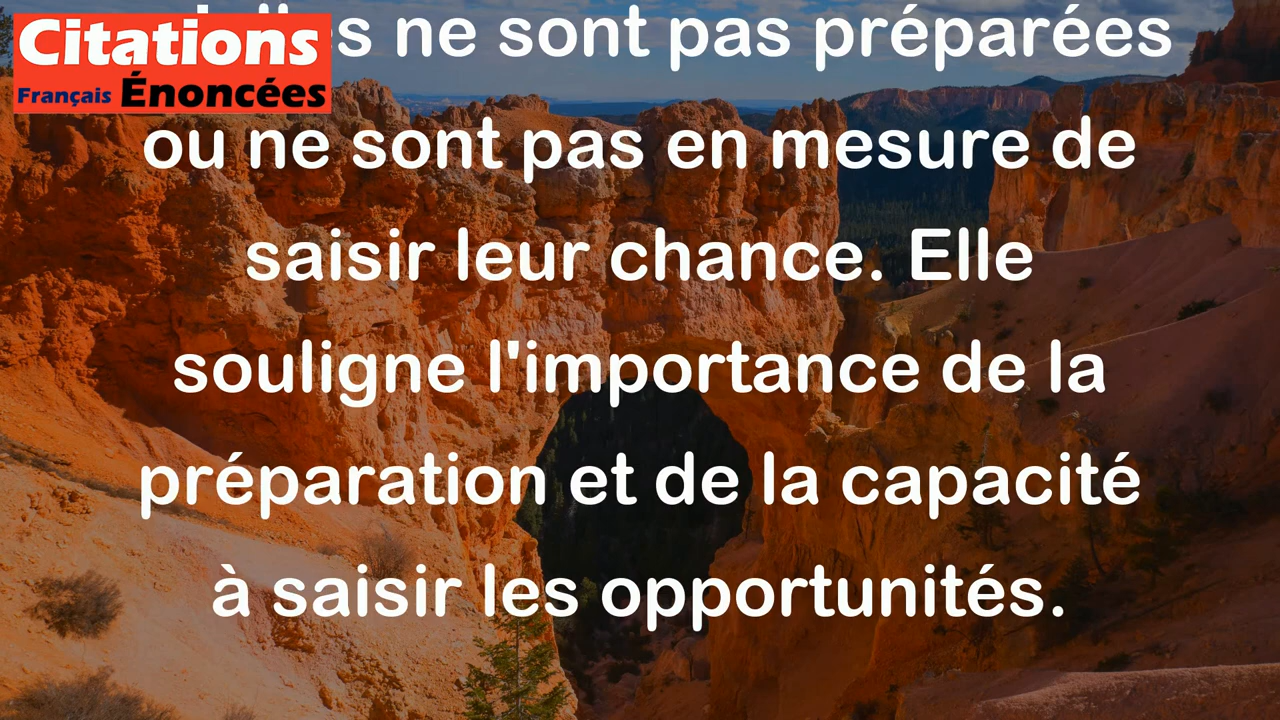 Citations
Français Énoncées
ne sont pas préparées
ou ne sont pas en mesure de
saisir leur chance. Elle
souligne l'importance de la
préparation et de la capacité
à saisir les opportunités.